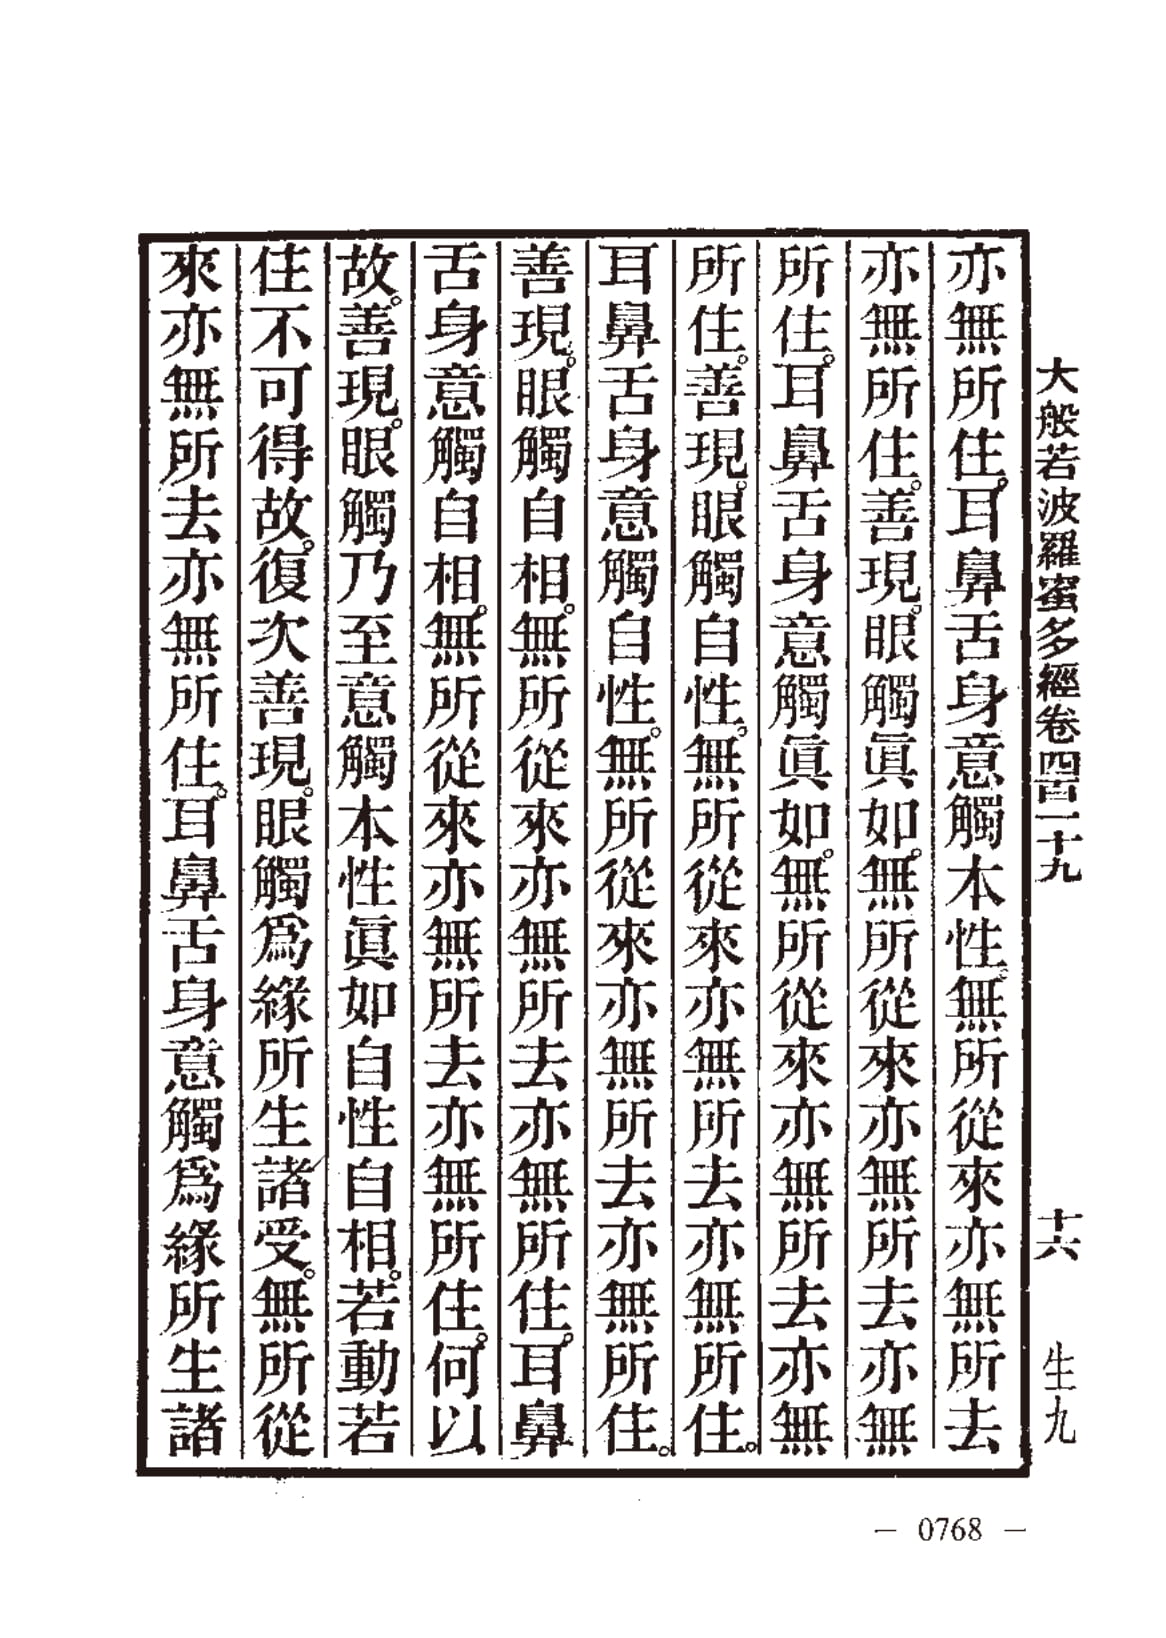 大般若波羅蜜多經卷四百一十九　十六　生九
亦無所住。耳鼻舌身意觸本性。無所從來亦無所去
亦無所住。善現。眼觸眞如。無所從來亦無所去亦無
所住。耳鼻舌身意觸眞如。無所從來亦無所去亦無
所住。善現。眼觸自性。無所從來亦無所去亦無所住。
耳鼻舌身意觸自性。無所從來亦無所去亦無所住。
善現。眼觸自相。無所從來亦無所去亦無所住。耳鼻
舌身意觸自相。無所從來亦無所去亦無所住。何以
故。善現。眼觸乃至意觸本性眞如自性自相。若動若
住不可得故。復次善現。眼觸爲緣所生諸受。無所從
來亦無所去亦無所住。耳鼻舌身意觸爲緣所生諸
— 0768 —